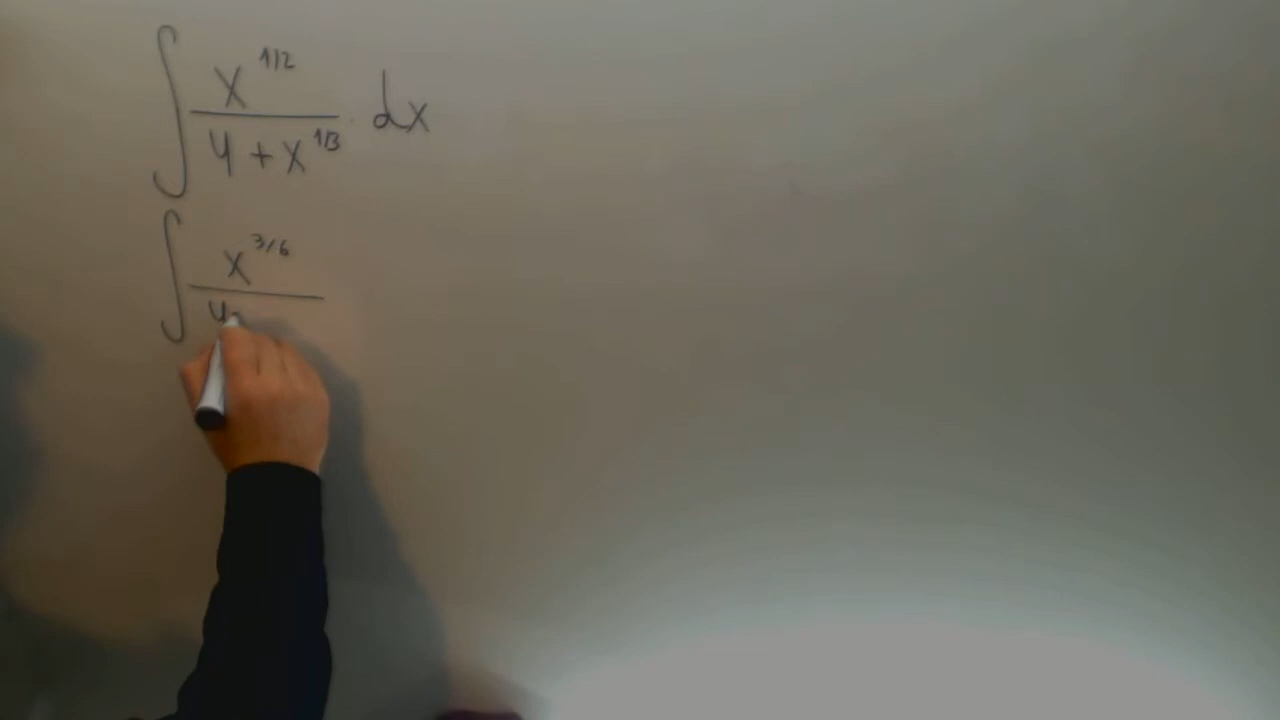 ∫ x^{1/2} / (4 + x^{1/3}) · dx
∫ x^{3/6} / 4